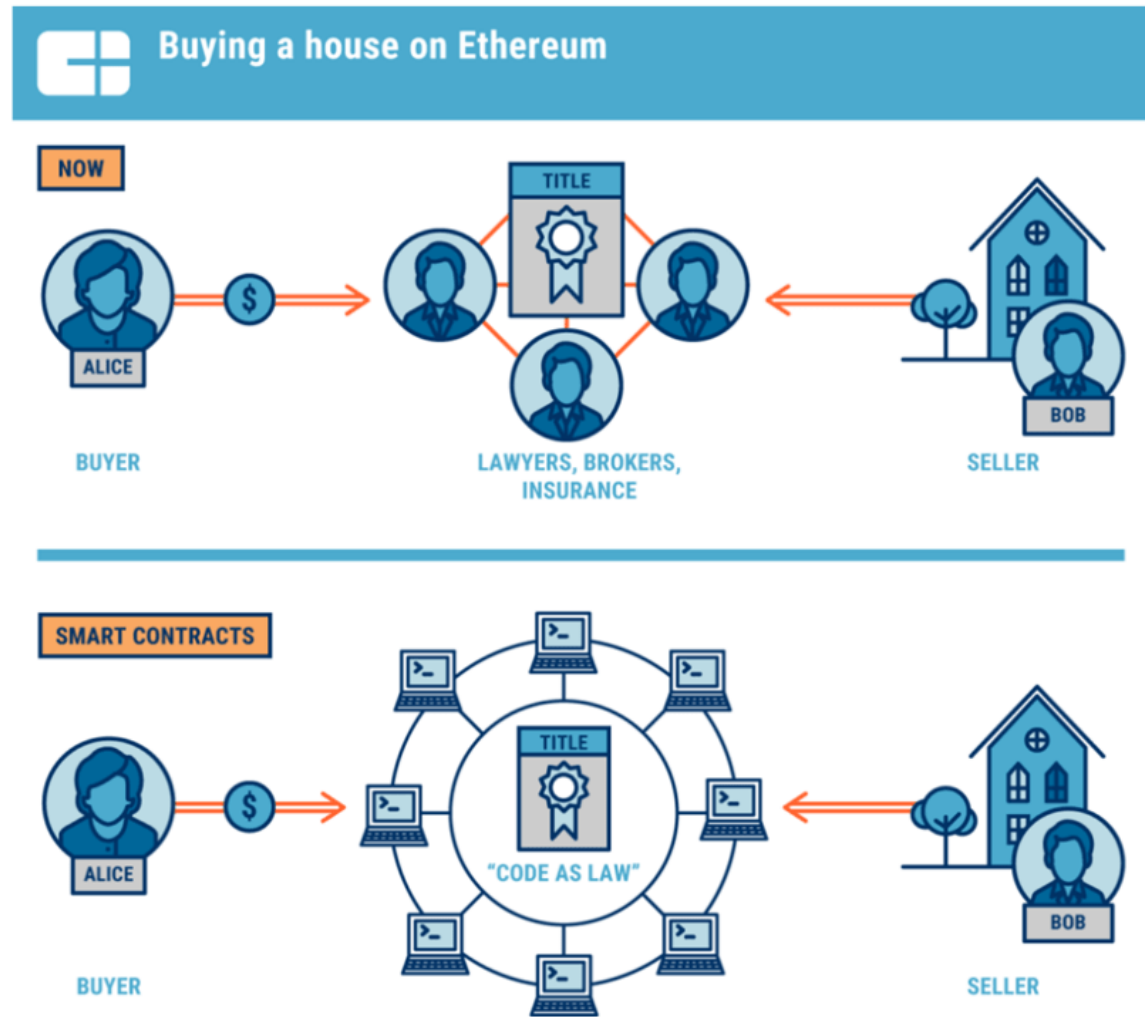 Buying a house on Ethereum
NOW
TITLE
$
ALICE
BOB
BUYER
LAWYERS, BROKERS,
INSURANCE
SELLER
SMART CONTRACTS
>_
>_
>_
TITLE
$
>_
>_
"CODE AS LAW"
ALICE
BOB
>_
>_
>_
BUYER
SELLER